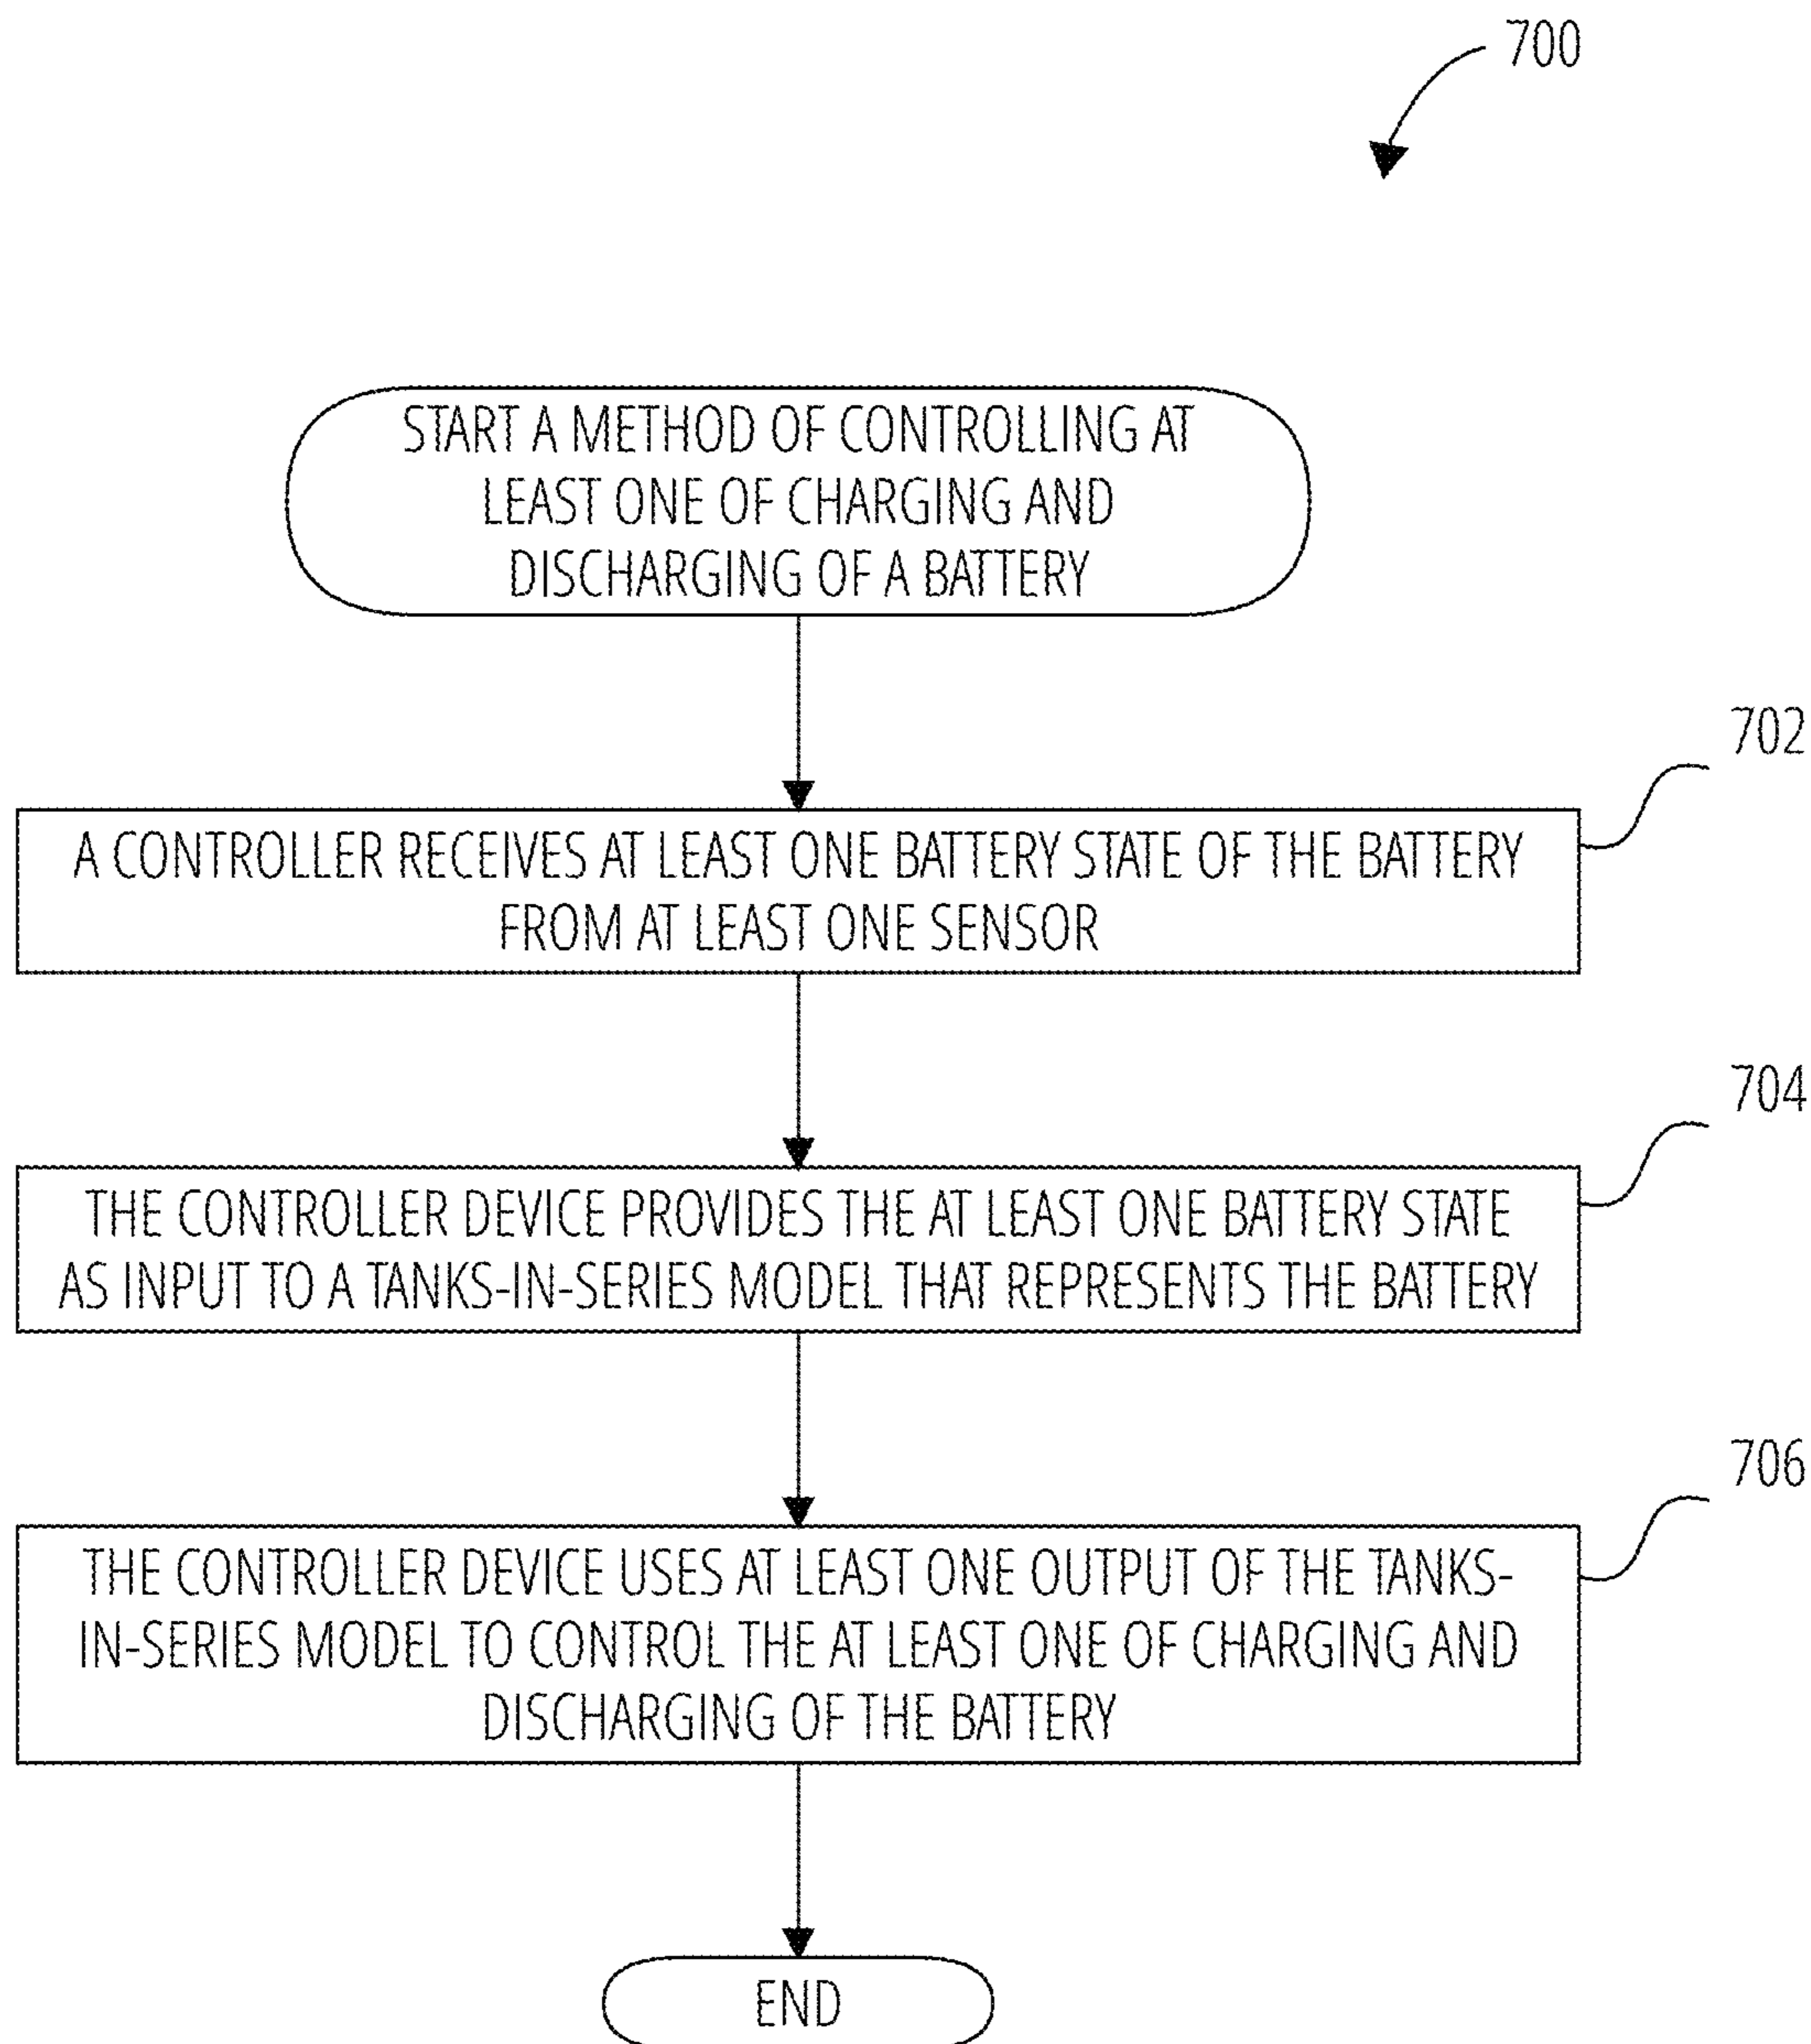 700
START A METHOD OF CONTROLLING AT
LEAST ONE OF CHARGING AND
DISCHARGING OF A BATTERY
702
A CONTROLLER RECEIVES AT LEAST ONE BATTERY STATE OF THE BATTERY
FROM AT LEAST ONE SENSOR
704
THE CONTROLLER DEVICE PROVIDES THE AT LEAST ONE BATTERY STATE
AS INPUT TO A TANKS-IN-SERIES MODEL THAT REPRESENTS THE BATTERY
706
THE CONTROLLER DEVICE USES AT LEAST ONE OUTPUT OF THE TANKS-
IN-SERIES MODEL TO CONTROL THE AT LEAST ONE OF CHARGING AND
DISCHARGING OF THE BATTERY
END